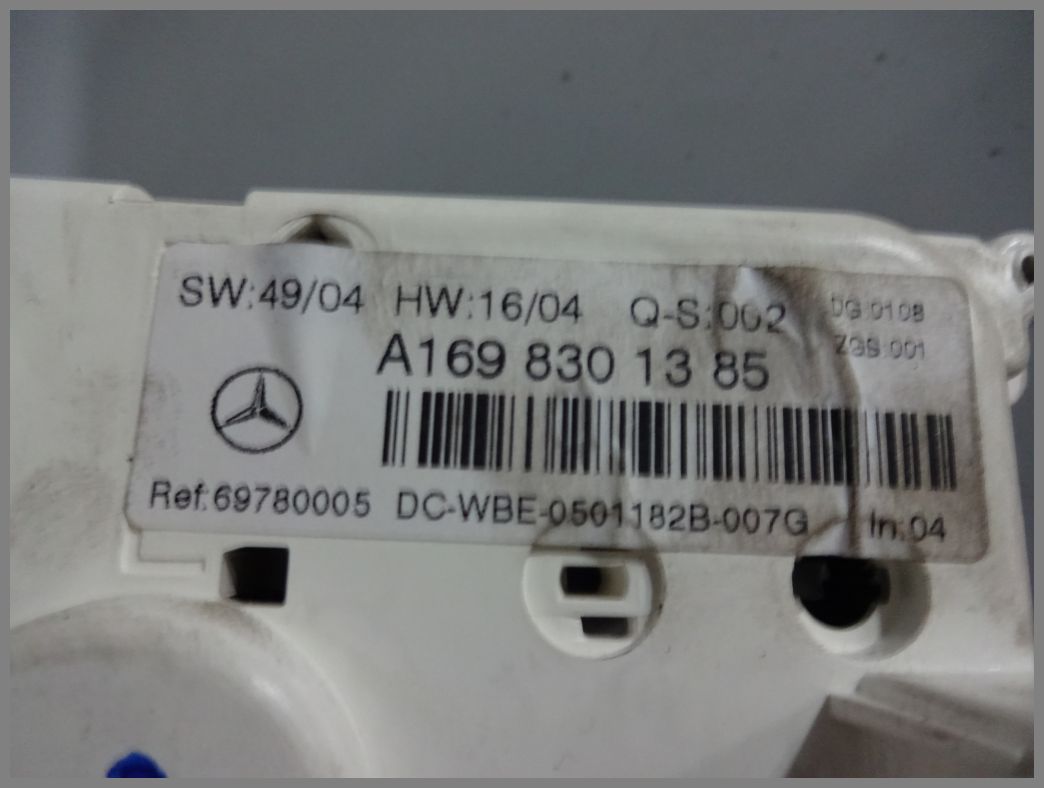 SW:49/04 HW:16/04 Q-S:002 DG:0108
A169 830 13 85 ZGS:001
Ref:69780005 DC-WBE-0501182B-007G In:04